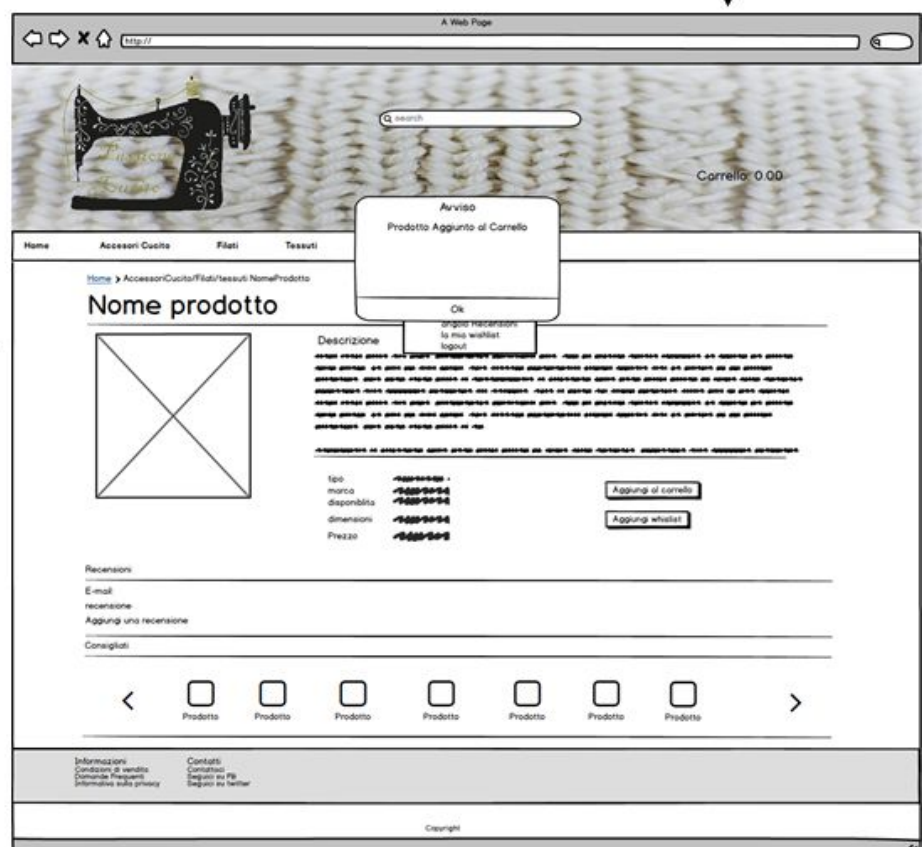 A Web Page
http://
search
Carrello: 0.00
Avviso
Prodotto Aggiunto al Carrello
Ok
Home
Accesori Cucito
Filati
Tessuti
Home > AccessoriCucito/Filati/tessuti NomeProdotto
Nome prodotto
angolo Recensioni
la mia wishlist
logout
Descrizione
tipo
marca
disponiblita
dimensioni
Prezzo
Aggiungi al carrello
Aggiungi whislist
Recensioni
E-mail
recensione
Aggiungi una recensione
Consigliati
Prodotto
Prodotto
Prodotto
Prodotto
Prodotto
Prodotto
Prodotto
Informazioni
Condizioni di vendita
Domande Frequenti
Informativa sulla privacy
Contatti
Contattaci
Seguici su FB
Seguici su twitter
Copyright